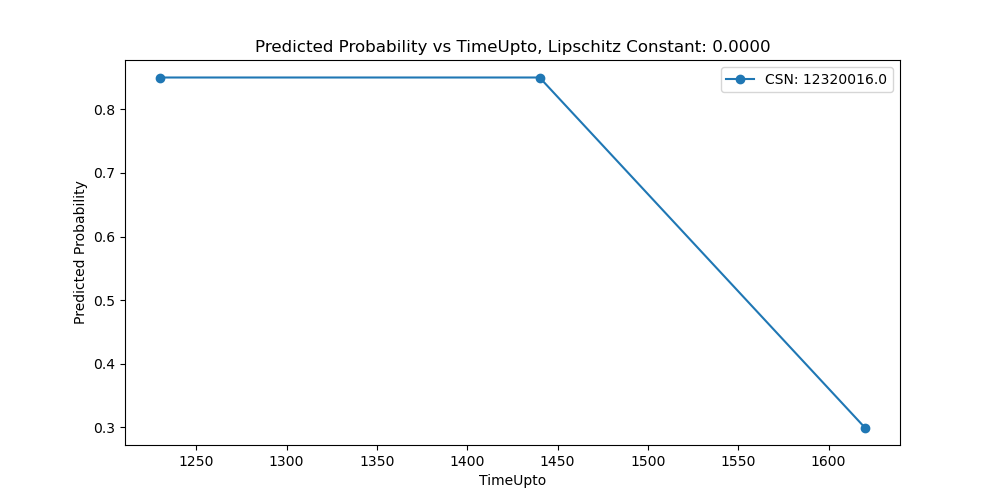 Predicted Probability vs TimeUpto, Lipschitz Constant: 0.0000
CSN: 12320016.0
Predicted Probability
0.8
0.7
0.6
0.5
0.4
0.3
1250 1300 1350 1400 1450 1500 1550 1600
TimeUpto